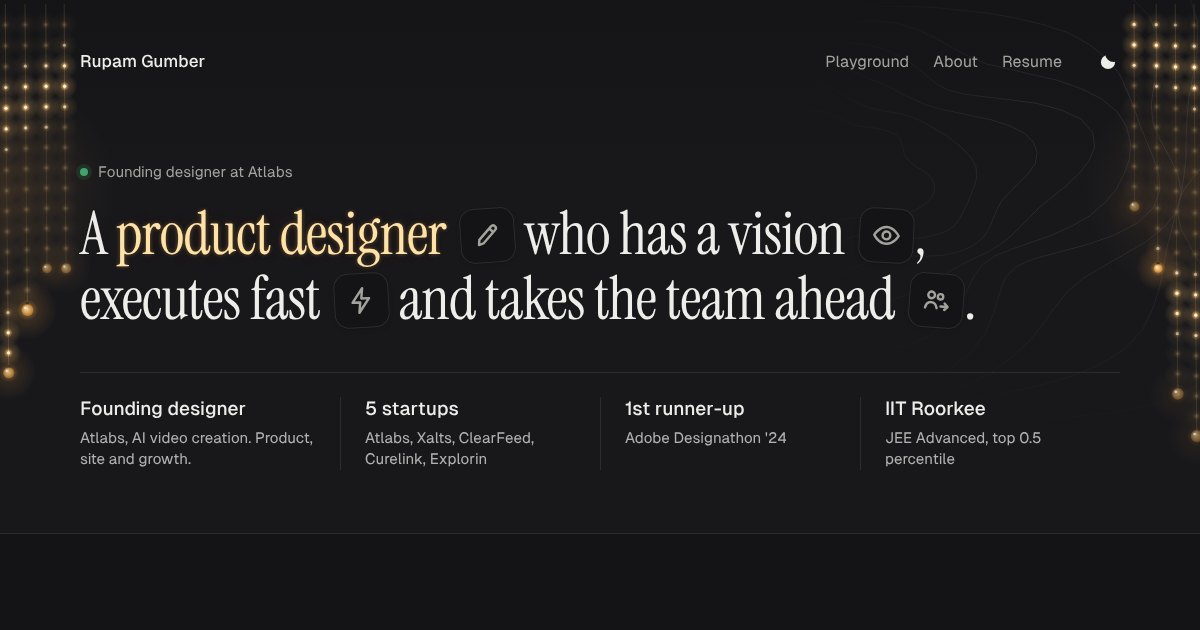 Rupam Gumber
Playground About Resume
Founding designer at Atlabs
A product designer who has a vision ,
executes fast and takes the team ahead .
Founding designer
Atlabs, AI video creation. Product,
site and growth.
5 startups
Atlabs, Xalts, ClearFeed,
Curelink, Explorin
1st runner-up
Adobe Designathon '24
IIT Roorkee
JEE Advanced, top 0.5
percentile